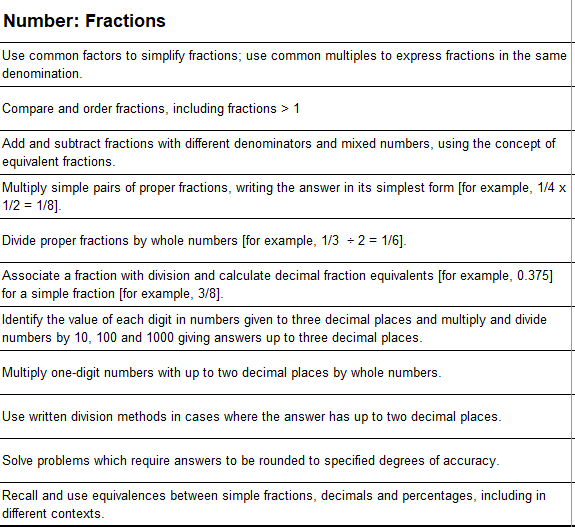 Number: Fractions
Use common factors to simplify fractions; use common multiples to express fractions in the same
denomination.
Compare and order fractions, including fractions > 1
Add and subtract fractions with different denominators and mixed numbers, using the concept of
equivalent fractions.
Multiply simple pairs of proper fractions, writing the answer in its simplest form [for example, 1/4 x
1/2 = 1/8].
Divide proper fractions by whole numbers [for example, 1/3 ÷ 2 = 1/6].
Associate a fraction with division and calculate decimal fraction equivalents [for example, 0.375]
for a simple fraction [for example, 3/8].
Identify the value of each digit in numbers given to three decimal places and multiply and divide
numbers by 10, 100 and 1000 giving answers up to three decimal places.
Multiply one-digit numbers with up to two decimal places by whole numbers.
Use written division methods in cases where the answer has up to two decimal places.
Solve problems which require answers to be rounded to specified degrees of accuracy.
Recall and use equivalences between simple fractions, decimals and percentages, including in
different contexts.